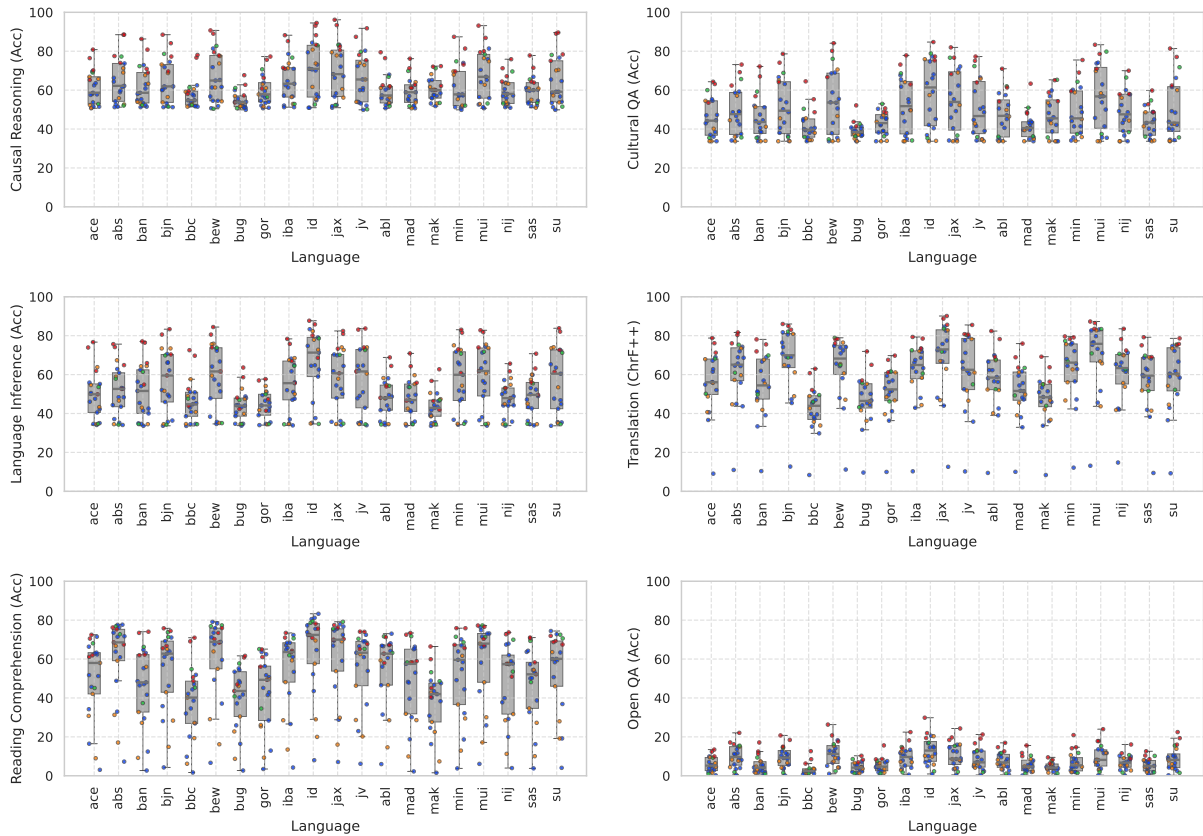 Causal Reasoning (Acc)
100
80
60
40
20
0
ace abs ban bjn bbc bew bug gor iba id jax jv abl mad mak min mui nij sas su
Language
Cultural QA (Acc)
100
80
60
40
20
0
ace abs ban bjn bbc bew bug gor iba id jax jv abl mad mak min mui nij sas su
Language
Language Inference (Acc)
100
80
60
40
20
0
ace abs ban bjn bbc bew bug gor iba id jax jv abl mad mak min mui nij sas su
Language
Translation (ChrF++)
100
80
60
40
20
0
ace abs ban bjn bbc bew bug gor iba jax jv abl mad mak min mui nij sas su
Language
Reading Comprehension (Acc)
100
80
60
40
20
0
ace abs ban bjn bbc bew bug gor iba id jax jv abl mad mak min mui nij sas su
Language
Open QA (Acc)
100
80
60
40
20
0
ace abs ban bjn bbc bew bug gor iba id jax jv abl mad mak min mui nij sas su
Language